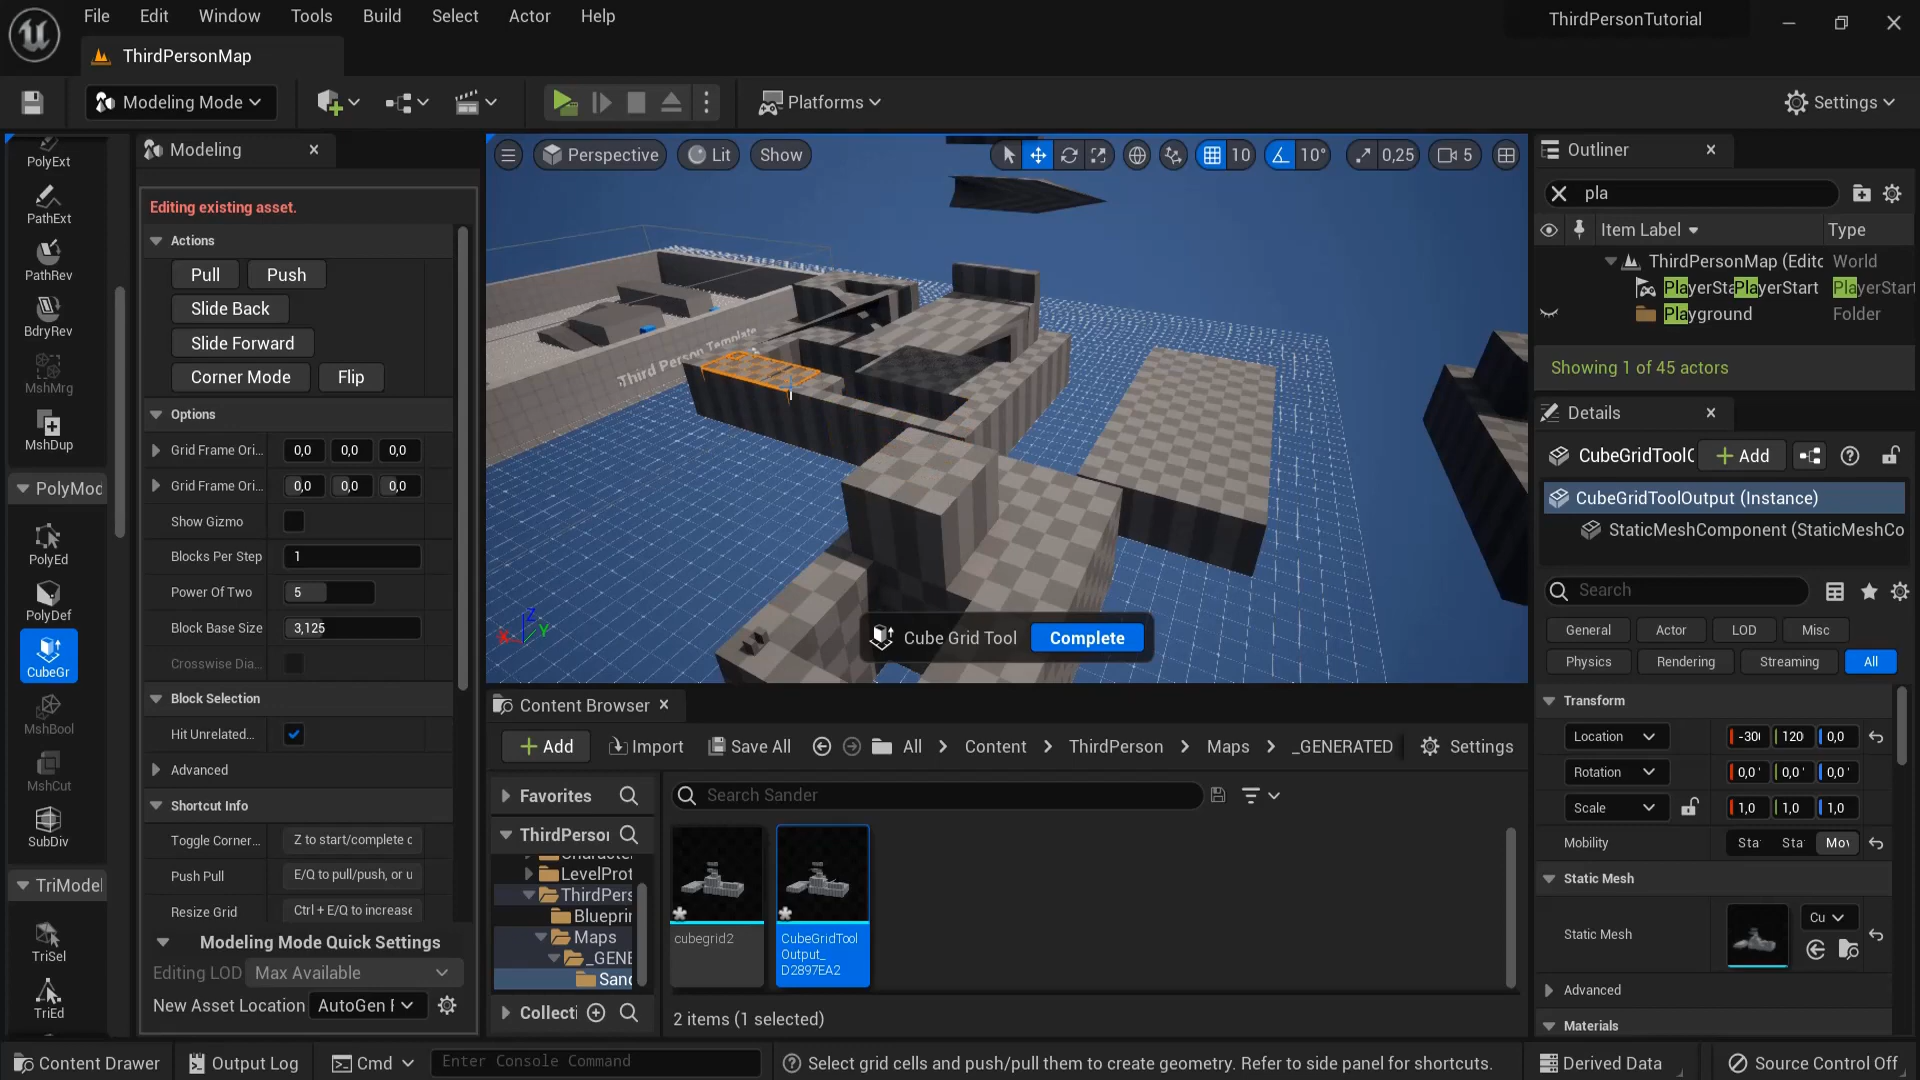 File Edit Window Tools Build Select Actor Help
ThirdPersonTutorial
ThirdPersonMap
Modeling Mode
Platforms
Settings
PolyExt
PathExt
PathRev
BdryRev
MshMrg
MshDup
PolyMod
PolyEd
PolyDef
CubeGr
MshBool
MshCut
SubDiv
TriModel
TriSel
TriEd
Modeling
Editing existing asset.
Actions
Pull Push
Slide Back
Slide Forward
Corner Mode Flip
Options
Grid Frame Ori... 0,0 0,0 0,0
Grid Frame Ori... 0,0 0,0 0,0
Show Gizmo
Blocks Per Step 1
Power Of Two 5
Block Base Size 3,125
Crosswise Dia...
Block Selection
Hit Unrelated...
Advanced
Shortcut Info
Toggle Corner... Z to start/complete c
Push Pull E/Q to pull/push, or u
Resize Grid Ctrl + E/Q to increase
Modeling Mode Quick Settings
Editing LOD Max Available
New Asset Location AutoGen F
Perspective Lit Show
10 10° 0,25 5
Third Person Template
X Y Z
Cube Grid Tool Complete
Content Browser
Add Import Save All All Content ThirdPerson Maps _GENERATED Settings
Favorites
ThirdPerson
LevelProt
ThirdPers
Blueprin
Maps
_GENE
Sand
Collecti
Search Sander
cubegrid2
CubeGridTool
Output_
D2897EA2
2 items (1 selected)
Outliner
pla
Item Label Type
ThirdPersonMap (Editc World
PlayerStaPlayerStart PlayerStart
Playground Folder
Showing 1 of 45 actors
Details
CubeGridToolC Add
CubeGridToolOutput (Instance)
StaticMeshComponent (StaticMeshCo
Search
General Actor LOD Misc
Physics Rendering Streaming All
Transform
Location -300 120 0,0
Rotation 0,0° 0,0° 0,0°
Scale 1,0 1,0 1,0
Mobility Sta Sta Mov
Static Mesh
Static Mesh Cu
Advanced
Materials
Content Drawer Output Log Cmd Enter Console Command
Select grid cells and push/pull them to create geometry. Refer to side panel for shortcuts.
Derived Data Source Control Off